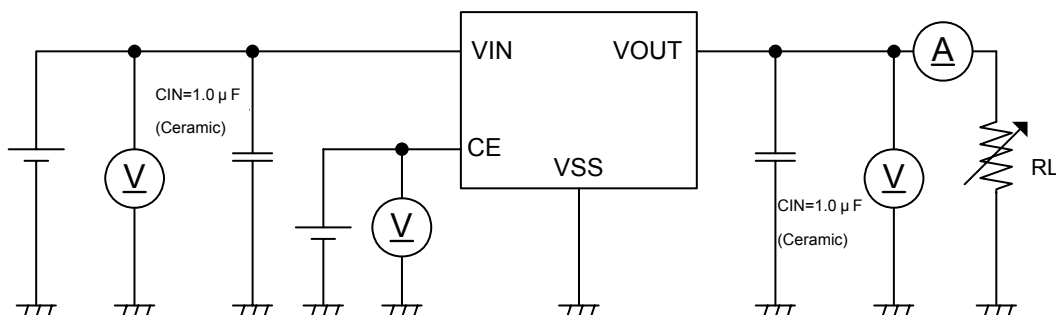 VIN
VOUT
A
CIN=1.0 μ F
(Ceramic)
V
CE
VSS
V
V
RL
CIN=1.0 μ F
(Ceramic)